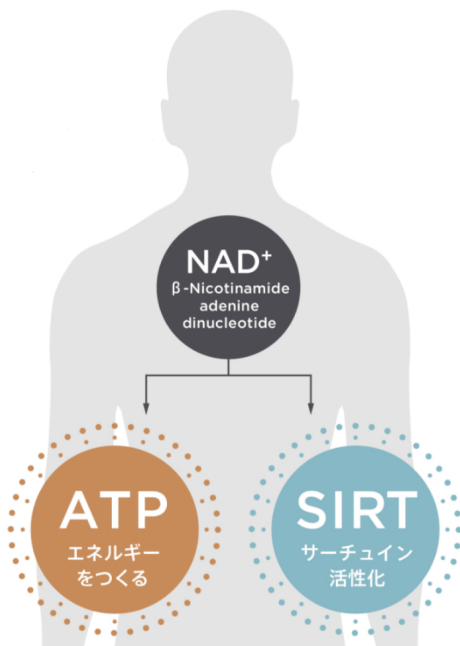 NAD⁺
β-Nicotinamide
adenine
dinucleotide
ATP
エネルギー
をつくる
SIRT
サーチュイン
活性化